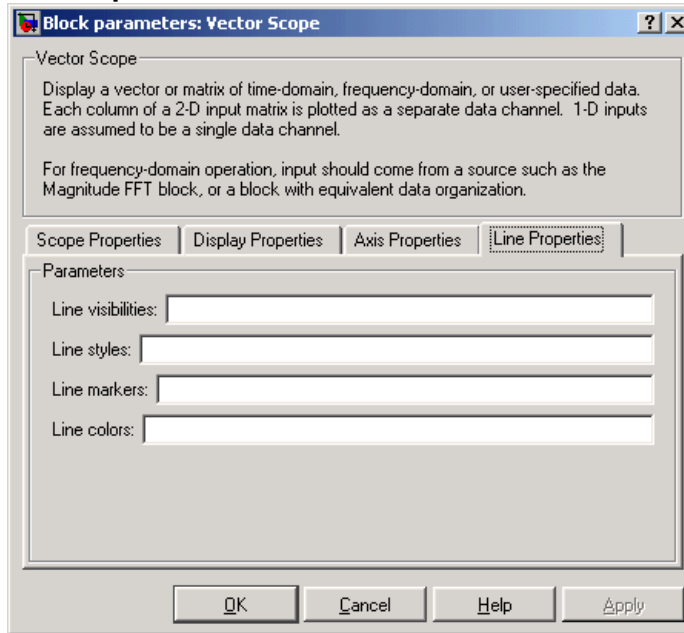 Block parameters: Vector Scope
Vector Scope
Display a vector or matrix of time-domain, frequency-domain, or user-specified data.
Each column of a 2-D input matrix is plotted as a separate data channel. 1-D inputs
are assumed to be a single data channel.
For frequency-domain operation, input should come from a source such as the
Magnitude FFT block, or a block with equivalent data organization.
Scope Properties Display Properties Axis Properties Line Properties
Parameters
Line visibilities:
Line styles:
Line markers:
Line colors:
OK Cancel Help Apply